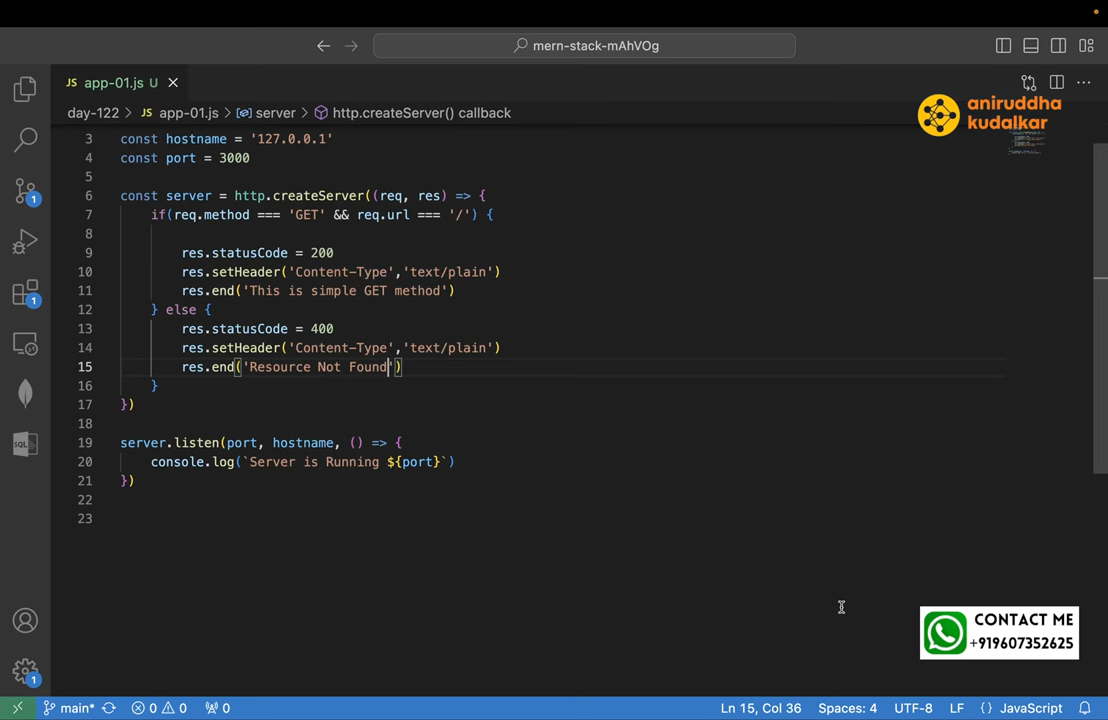 mern-stack-mAhVOg
JS app-01.js U
day-122 > JS app-01.js > server > http.createServer() callback
aniruddha
kudalkar
3 const hostname = '127.0.0.1'
4 const port = 3000
5
6 const server = http.createServer((req, res) => {
7     if(req.method === 'GET' && req.url === '/') {
8
9         res.statusCode = 200
10         res.setHeader('Content-Type','text/plain')
11         res.end('This is simple GET method')
12     } else {
13         res.statusCode = 400
14         res.setHeader('Content-Type','text/plain')
15         res.end('Resource Not Found')
16     }
17 })
18
19 server.listen(port, hostname, () => {
20     console.log(`Server is Running ${port}`)
21 })
22
23
1
1
SQL
1
CONTACT ME
+919607352625
main* 0 0 0 Ln 15, Col 36 Spaces: 4 UTF-8 LF {} JavaScript